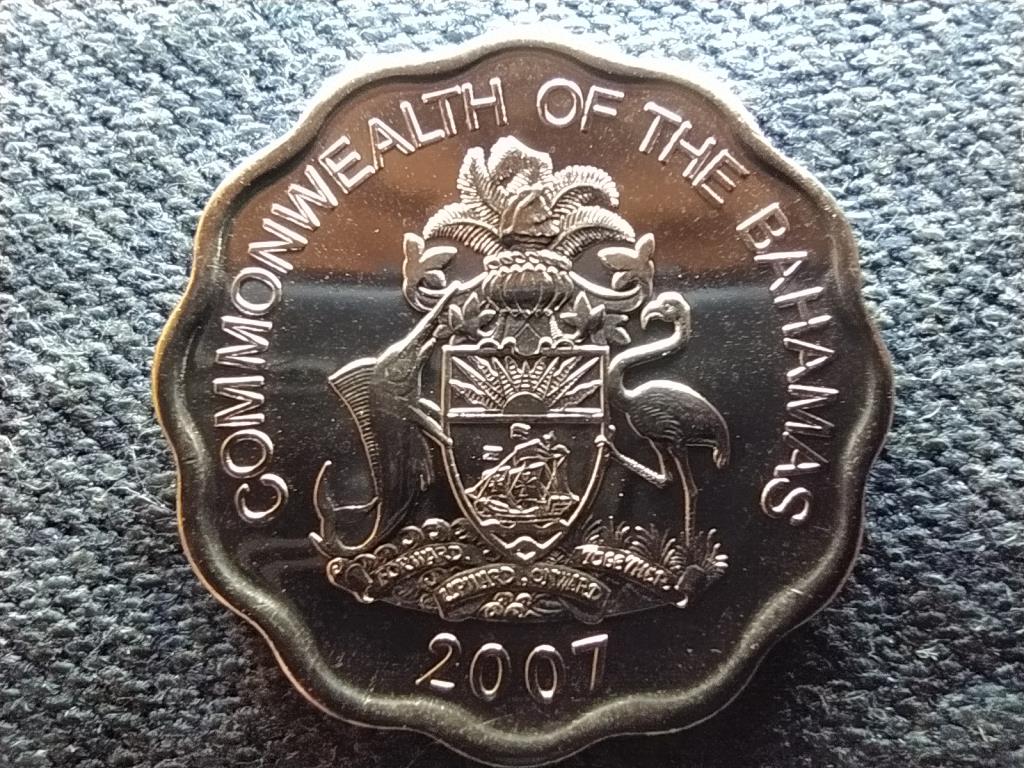 COMMONWEALTH OF THE BAHAMAS
FORWARD. UPWARD. ONWARD TOGETHER
2007